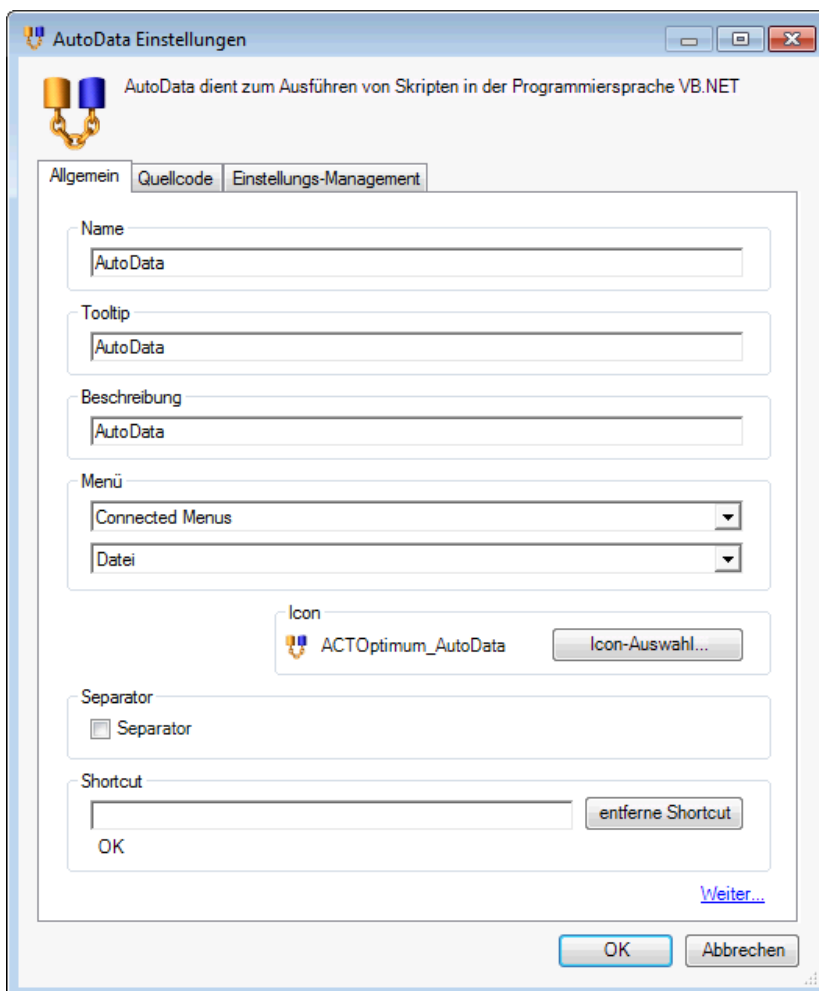 AutoData Einstellungen
AutoData dient zum Ausführen von Skripten in der Programmiersprache VB.NET
Allgemein Quellcode Einstellungs-Management
Name
AutoData
Tooltip
AutoData
Beschreibung
AutoData
Menü
Connected Menus
Datei
Icon
ACTOptimum_AutoData Icon-Auswahl...
Separator
Separator
Shortcut
entferne Shortcut
OK
Weiter...
OK Abbrechen